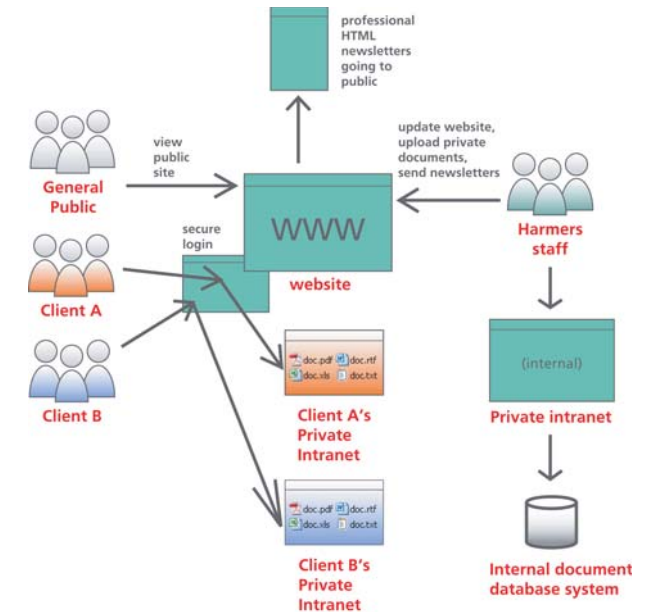 professional
HTML
newsletters
going to
public
update website,
upload private
documents,
send newsletters
view
public
site
General
Public
WWW
Harmers
staff
secure
login
website
Client A
(internal)
doc.pdf doc.rtf
doc.xls doc.txt
Client B
Client A's
Private
Intranet
Private intranet
doc.pdf doc.rtf
doc.xls doc.txt
Client B's
Private
Intranet
Internal document
database system